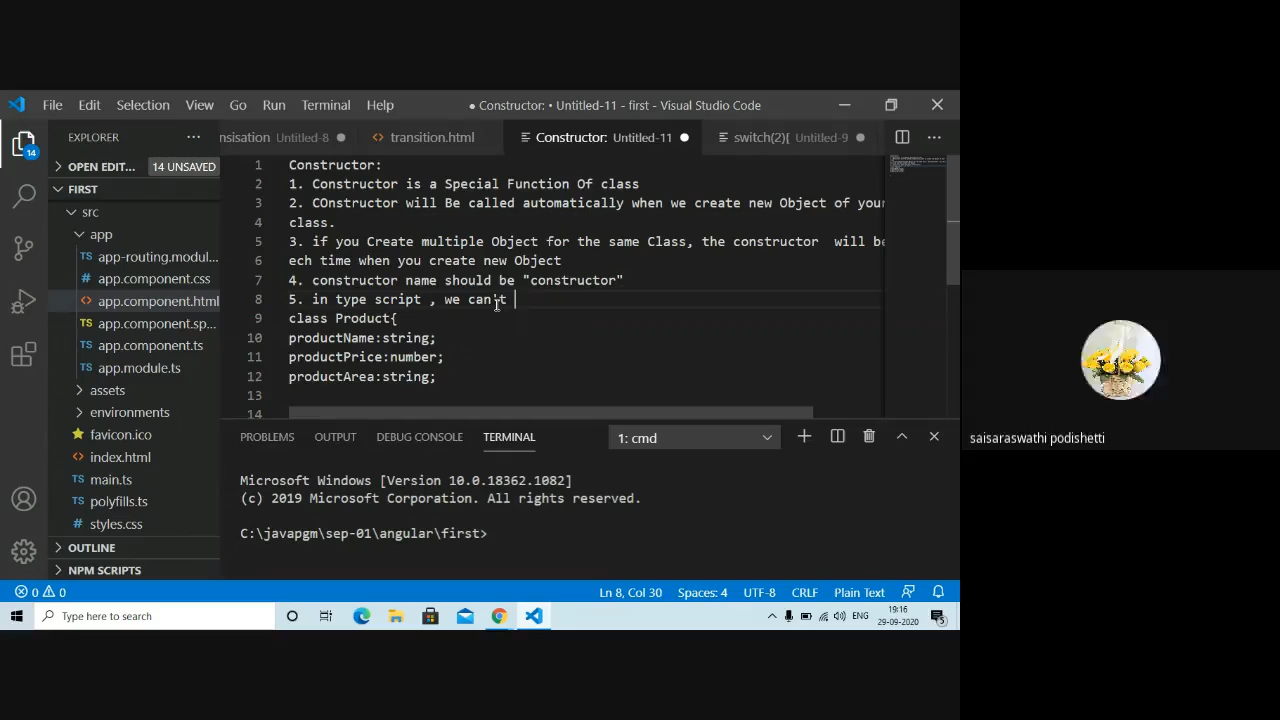 File Edit Selection View Go Run Terminal Help
● Constructor: • Untitled-11 - first - Visual Studio Code
EXPLORER ···
nsisation Untitled-8 ●
transition.html
Constructor: Untitled-11 ●
switch(2){ Untitled-9 ●
14
OPEN EDIT... 14 UNSAVED
FIRST
src
app
TS app-routing.modul...
# app.component.css
<> app.component.html
TS app.component.sp...
TS app.component.ts
TS app.module.ts
assets
environments
favicon.ico
<> index.html
TS main.ts
TS polyfills.ts
# styles.css
OUTLINE
NPM SCRIPTS
1 Constructor:
2 1. Constructor is a Special Function Of class
3 2. COnstructor will Be called automatically when we create new Object of your
4 class.
5 3. if you Create multiple Object for the same Class, the constructor  will be
6 ech time when you create new Object
7 4. constructor name should be "constructor"
8 5. in type script , we can't
9 class Product{
10 productName:string;
11 productPrice:number;
12 productArea:string;
13
14
PROBLEMS OUTPUT DEBUG CONSOLE TERMINAL 1: cmd
Microsoft Windows [Version 10.0.18362.1082]
(c) 2019 Microsoft Corporation. All rights reserved.
C:\javapgm\sep-01\angular\first>
0 0 Ln 8, Col 30 Spaces: 4 UTF-8 CRLF Plain Text
Type here to search
ENG 19:16
29-09-2020
5
saisaraswathi podishetti